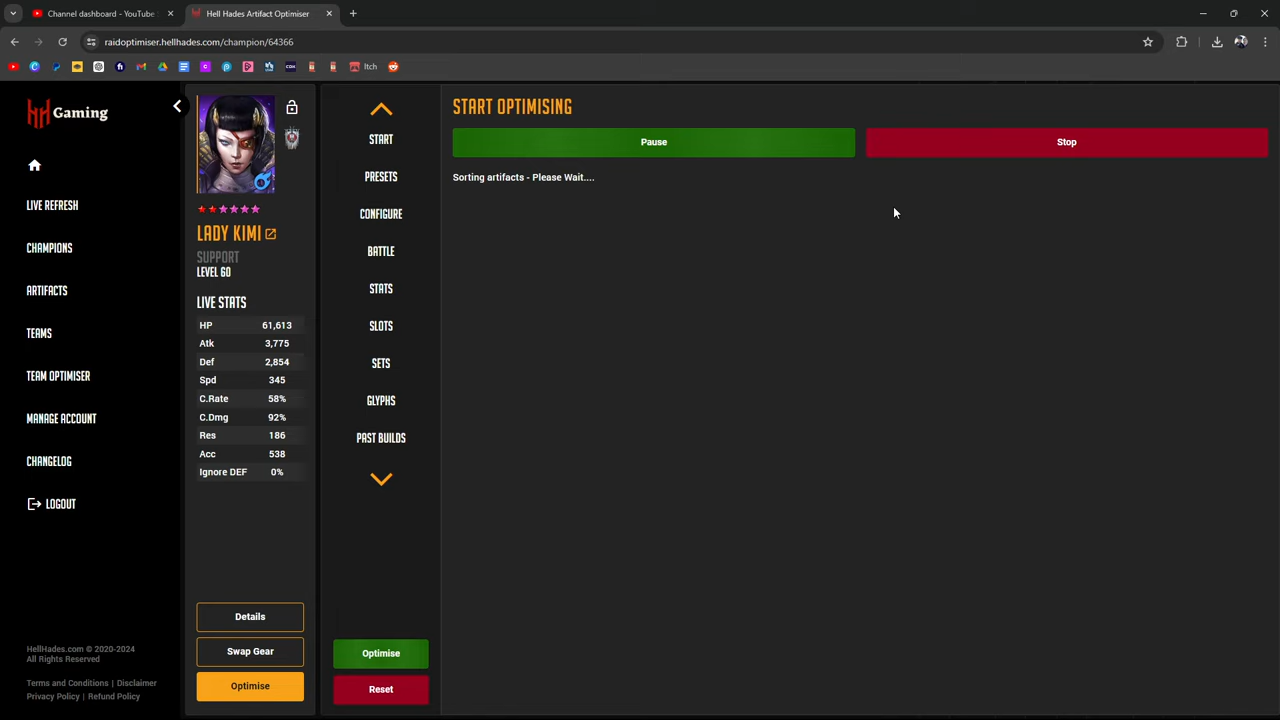 Channel dashboard - YouTube
Hell Hades Artifact Optimiser
raidoptimiser.hellhades.com/champion/64366
Itch
Gaming
LIVE REFRESH
CHAMPIONS
ARTIFACTS
TEAMS
TEAM OPTIMISER
MANAGE ACCOUNT
CHANGELOG
LOGOUT
HellHades.com © 2020-2024
All Rights Reserved
Terms and Conditions | Disclaimer
Privacy Policy | Refund Policy
LADY KIMI
SUPPORT
LEVEL 60
LIVE STATS
HP 61,613
Atk 3,775
Def 2,854
Spd 345
C.Rate 58%
C.Dmg 92%
Res 186
Acc 538
Ignore DEF 0%
Details
Swap Gear
Optimise
START
PRESETS
CONFIGURE
BATTLE
STATS
SLOTS
SETS
GLYPHS
PAST BUILDS
Optimise
Reset
START OPTIMISING
Pause Stop
Sorting artifacts - Please Wait....